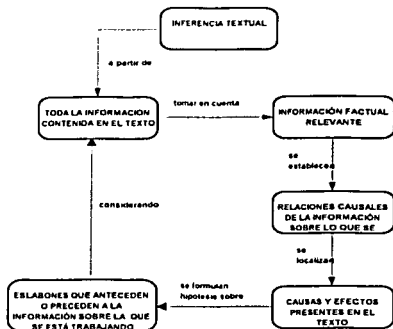 INFERENCIA
TEXTUAL
a partir de
TODA LA INFORMACION
CONTENIDA EN EL TEXTO
tomar en cuenta
INFORMACIÓN FACTUAL
RELEVANTE
se
establecen
RELACIONES CAUSALES
DE LA INFORMACIÓN
SOBRE LO QUE SE
se
localizan
CAUSAS Y EFECTOS
PRESENTES EN EL
TEXTO
se formulan
hipótesis sobre
ESLABONES QUE ANTECEDEN
O PRECEDEN A LA
INFORMACIÓN SOBRE LA QUE
SE ESTÁ TRABAJANDO
considerando